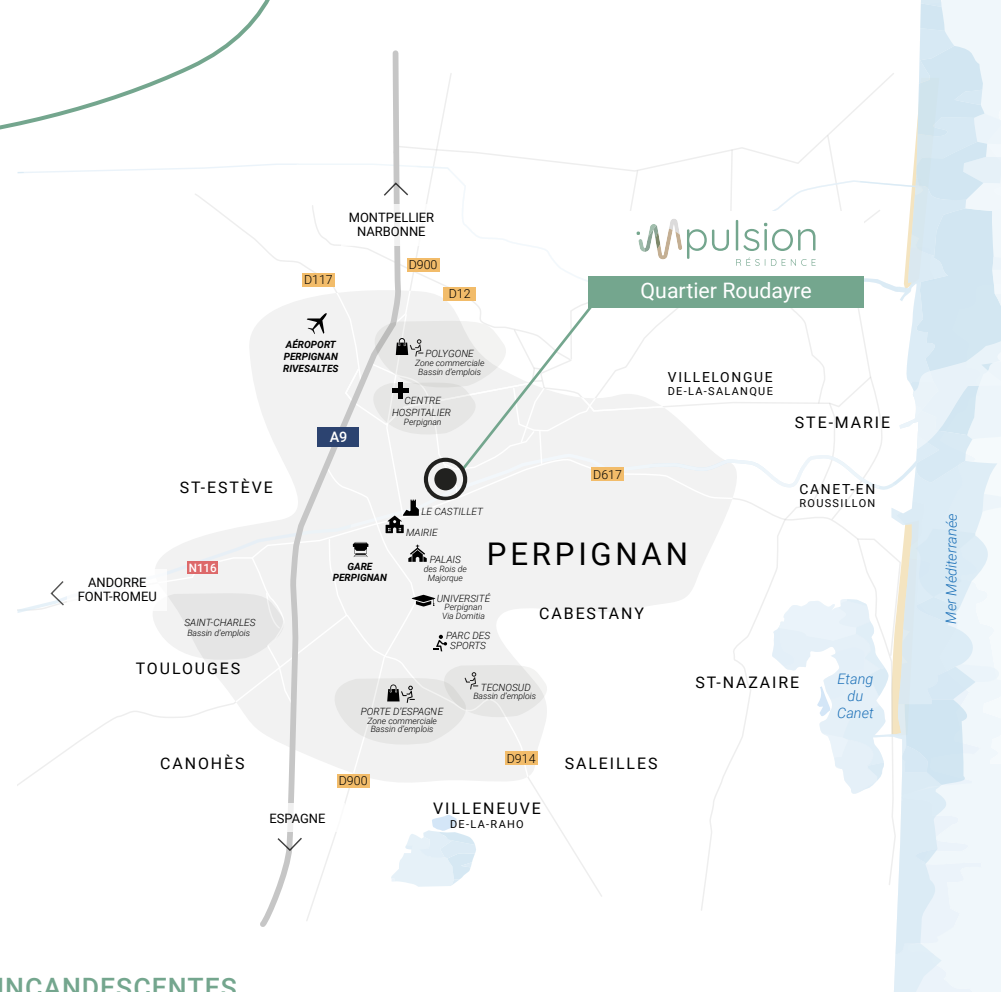 MONTPELLIER
NARBONNE
mpulsion
RÉSIDENCE
Quartier Roudayre
D900
D117
D12
AÉROPORT
PERPIGNAN
RIVESALTES
POLYGONE
Zone commerciale
Bassin d'emplois
CENTRE
HOSPITALIER
Perpignan
VILLELONGUE
DE-LA-SALANQUE
STE-MARIE
A9
D617
ST-ESTÈVE
CANET-EN
ROUSSILLON
LE CASTILLET
MAIRIE
PERPIGNAN
Mer Méditerranée
GARE
PERPIGNAN
PALAIS
des Rois de
Majorque
N116
ANDORRE
FONT-ROMEU
UNIVERSITÉ
Perpignan
Via Domitia
CABESTANY
SAINT-CHARLES
Bassin d'emplois
PARC DES
SPORTS
TOULOUGES
ST-NAZAIRE
Etang
du
Canet
TECNOSUD
Bassin d'emplois
PORTE D'ESPAGNE
Zone commerciale
Bassin d'emplois
CANOHÈS
D914
SALEILLES
D900
VILLENEUVE
DE-LA-RAHO
ESPAGNE
INCANDESCENTES